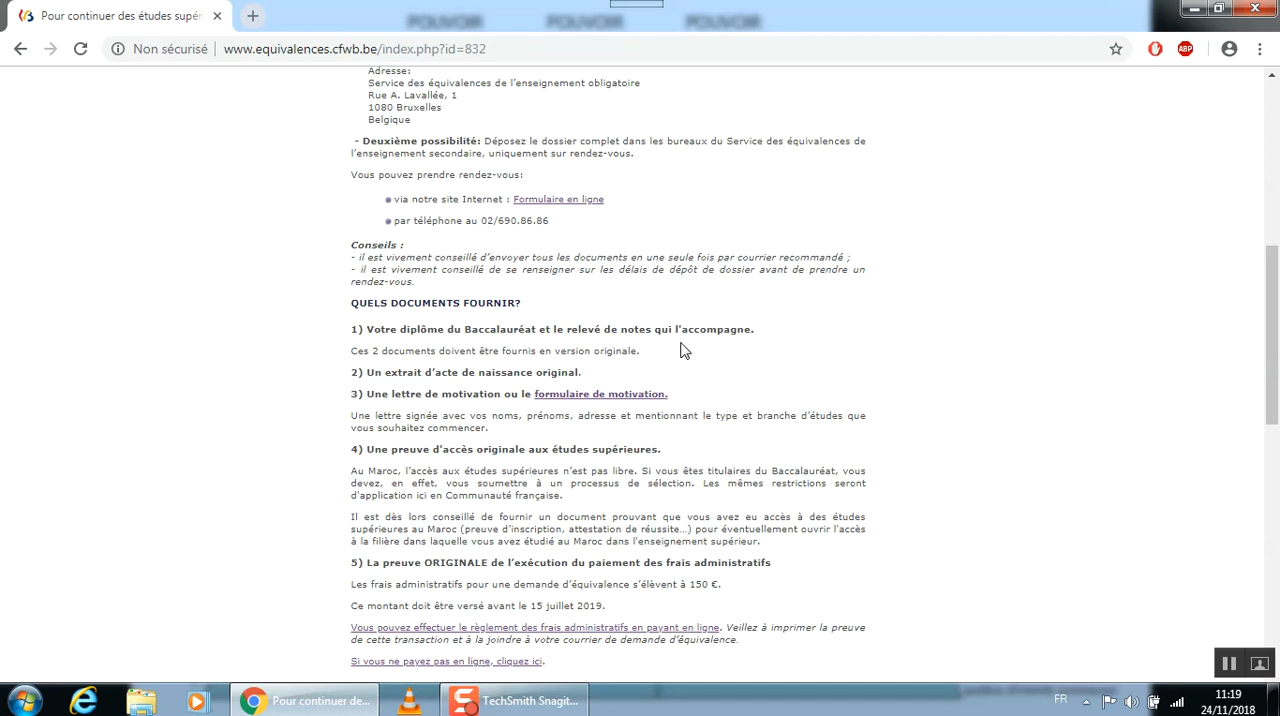 POUVOIR POUVOIR POUVOIR
Pour continuer des études supér
Non sécurisé www.equivalences.cfwb.be/index.php?id=832
ABP
Adresse:
Service des équivalences de l'enseignement obligatoire
Rue A. Lavallée, 1
1080 Bruxelles
Belgique
- Deuxième possibilité: Déposez le dossier complet dans les bureaux du Service des équivalences de
l'enseignement secondaire, uniquement sur rendez-vous.
Vous pouvez prendre rendez-vous:
via notre site Internet : Formulaire en ligne
par téléphone au 02/690.86.86
Conseils :
- il est vivement conseillé d'envoyer tous les documents en une seule fois par courrier recommandé ;
- il est vivement conseillé de se renseigner sur les délais de dépôt de dossier avant de prendre un
rendez-vous.
QUELS DOCUMENTS FOURNIR?
1) Votre diplôme du Baccalauréat et le relevé de notes qui l'accompagne.
Ces 2 documents doivent être fournis en version originale.
2) Un extrait d'acte de naissance original.
3) Une lettre de motivation ou le formulaire de motivation.
Une lettre signée avec vos noms, prénoms, adresse et mentionnant le type et branche d'études que
vous souhaitez commencer.
4) Une preuve d'accès originale aux études supérieures.
Au Maroc, l'accès aux études supérieures n'est pas libre. Si vous êtes titulaires du Baccalauréat, vous
devez, en effet, vous soumettre à un processus de sélection. Les mêmes restrictions seront
d'application ici en Communauté française.
Il est dès lors conseillé de fournir un document prouvant que vous avez eu accès à des études
supérieures au Maroc (preuve d'inscription, attestation de réussite…) pour éventuellement ouvrir l'accès
à la filière dans laquelle vous avez étudié au Maroc dans l'enseignement supérieur.
5) La preuve ORIGINALE de l'exécution du paiement des frais administratifs
Les frais administratifs pour une demande d'équivalence s'élèvent à 150 €.
Ce montant doit être versé avant le 15 juillet 2019.
Vous pouvez effectuer le règlement des frais administratifs en payant en ligne. Veillez à imprimer la preuve
de cette transaction et à la joindre à votre courrier de demande d'équivalence.
Si vous ne payez pas en ligne, cliquez ici.
Pour continuer de... TechSmith Snagit... FR 11:19
24/11/2018